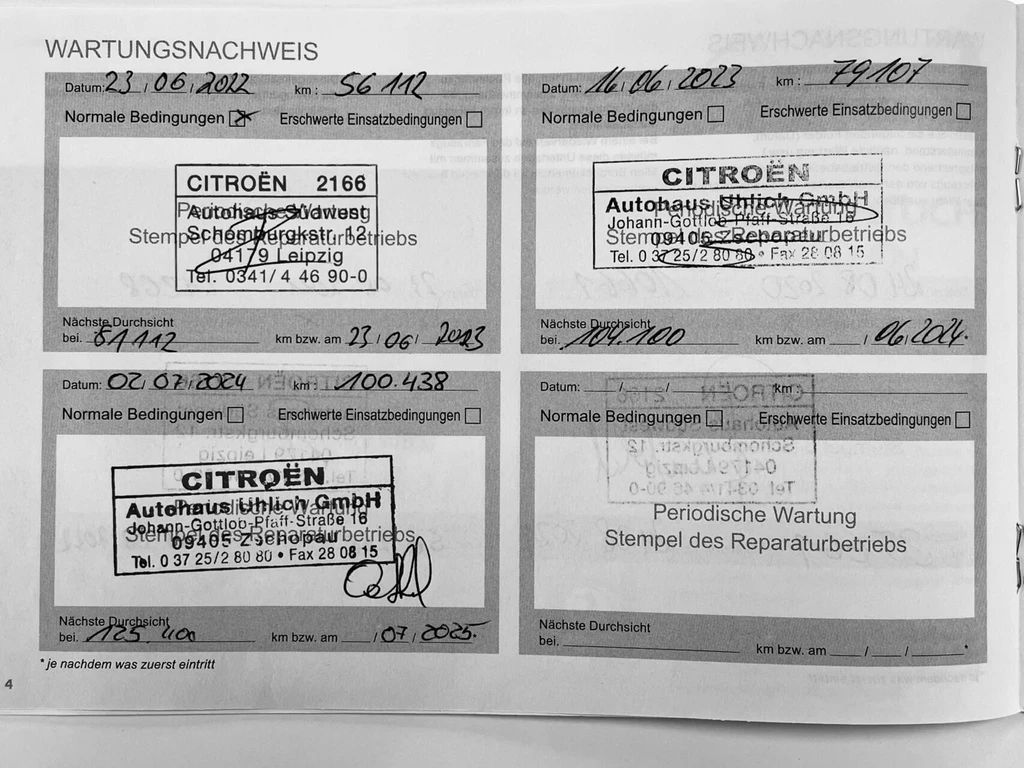 WARTUNGSNACHWEIS
Datum: 23 / 06 / 2022 km : 56 112
Normale Bedingungen ☒ Erschwerte Einsatzbedingungen ☐
CITROËN 2166
Periodische Wartung
Autohaus Südwest
Stempel des Reparaturbetriebs
Schomburgkstr. 12
04179 Leipzig
Tel. 0341/ 4 46 90-0
Nächste Durchsicht
bei. 81 112 km bzw. am 23 / 06 / 2023
Datum: 16 / 06 / 2023 km : 79 107
Normale Bedingungen ☐ Erschwerte Einsatzbedingungen ☐
CITROËN
Autohaus Uhlich GmbH
Periodische Wartung
Johann-Gottlob-Pfaff-Straße 16
Stempel des Reparaturbetriebs
09405 Zschopau
Tel. 0 37 25/2 80 80 • Fax 28 08 15
Nächste Durchsicht
bei. 104.100 km bzw. am / 06 / 2024.
Datum: 02 / 07 / 2024 km : 100.438
Normale Bedingungen ☐ Erschwerte Einsatzbedingungen ☐
CITROËN
Autohaus Uhlich GmbH
Periodische Wartung
Johann-Gottlob-Pfaff-Straße 16
Stempel des Reparaturbetriebs
09405 Zschopau
Tel. 0 37 25/2 80 80 • Fax 28 08 15
Nächste Durchsicht
bei. 125.400 km bzw. am / 07 / 2025.
Datum: / / km :
Normale Bedingungen ☐ Erschwerte Einsatzbedingungen ☐
Periodische Wartung
Stempel des Reparaturbetriebs
Nächste Durchsicht
bei. km bzw. am / / *
* je nachdem was zuerst eintritt
4